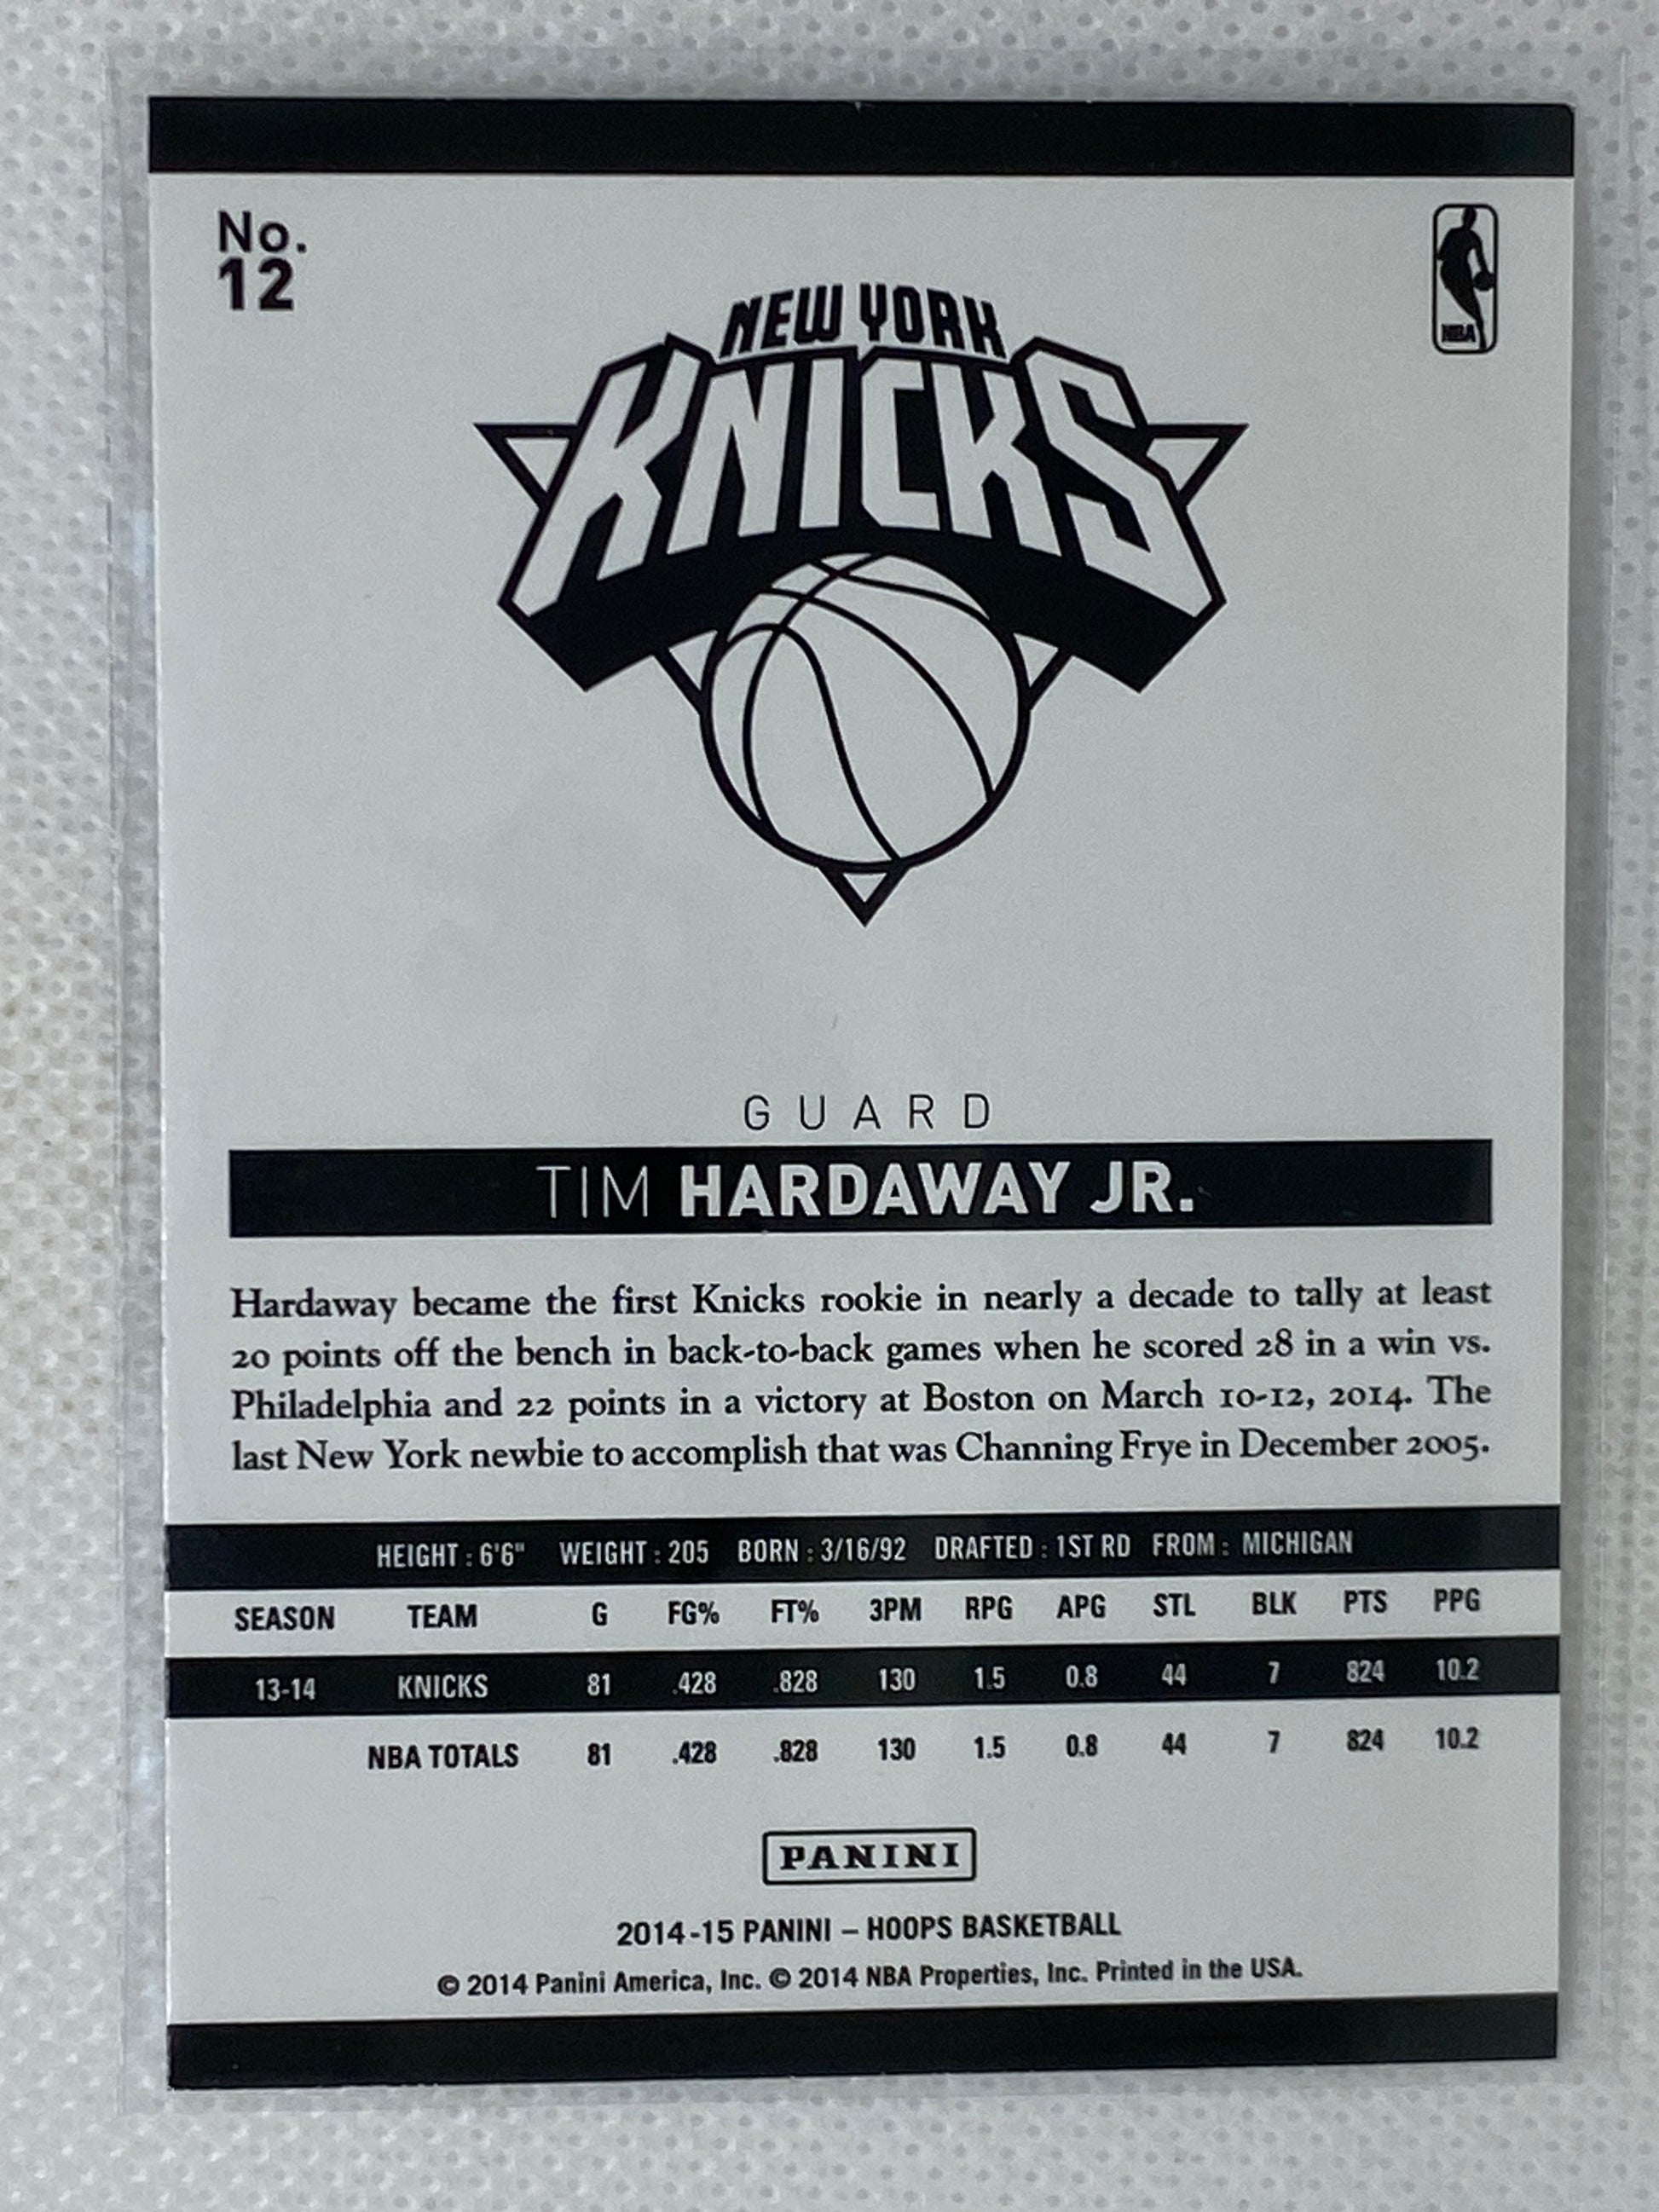 No.
12
NBA
NEW YORK
KNICKS
GUARD
TIM HARDAWAY JR.
Hardaway became the first Knicks rookie in nearly a decade to tally at least
20 points off the bench in back-to-back games when he scored 28 in a win vs.
Philadelphia and 22 points in a victory at Boston on March 10-12, 2014. The
last New York newbie to accomplish that was Channing Frye in December 2005.
HEIGHT : 6'6" WEIGHT : 205 BORN : 3/16/92 DRAFTED : 1ST RD FROM : MICHIGAN
SEASON TEAM G FG% FT% 3PM RPG APG STL BLK PTS PPG
13-14 KNICKS 81 .428 .828 130 1.5 0.8 44 7 824 10.2
NBA TOTALS 81 .428 .828 130 1.5 0.8 44 7 824 10.2
PANINI
2014-15 PANINI – HOOPS BASKETBALL
© 2014 Panini America, Inc. © 2014 NBA Properties, Inc. Printed in the USA.